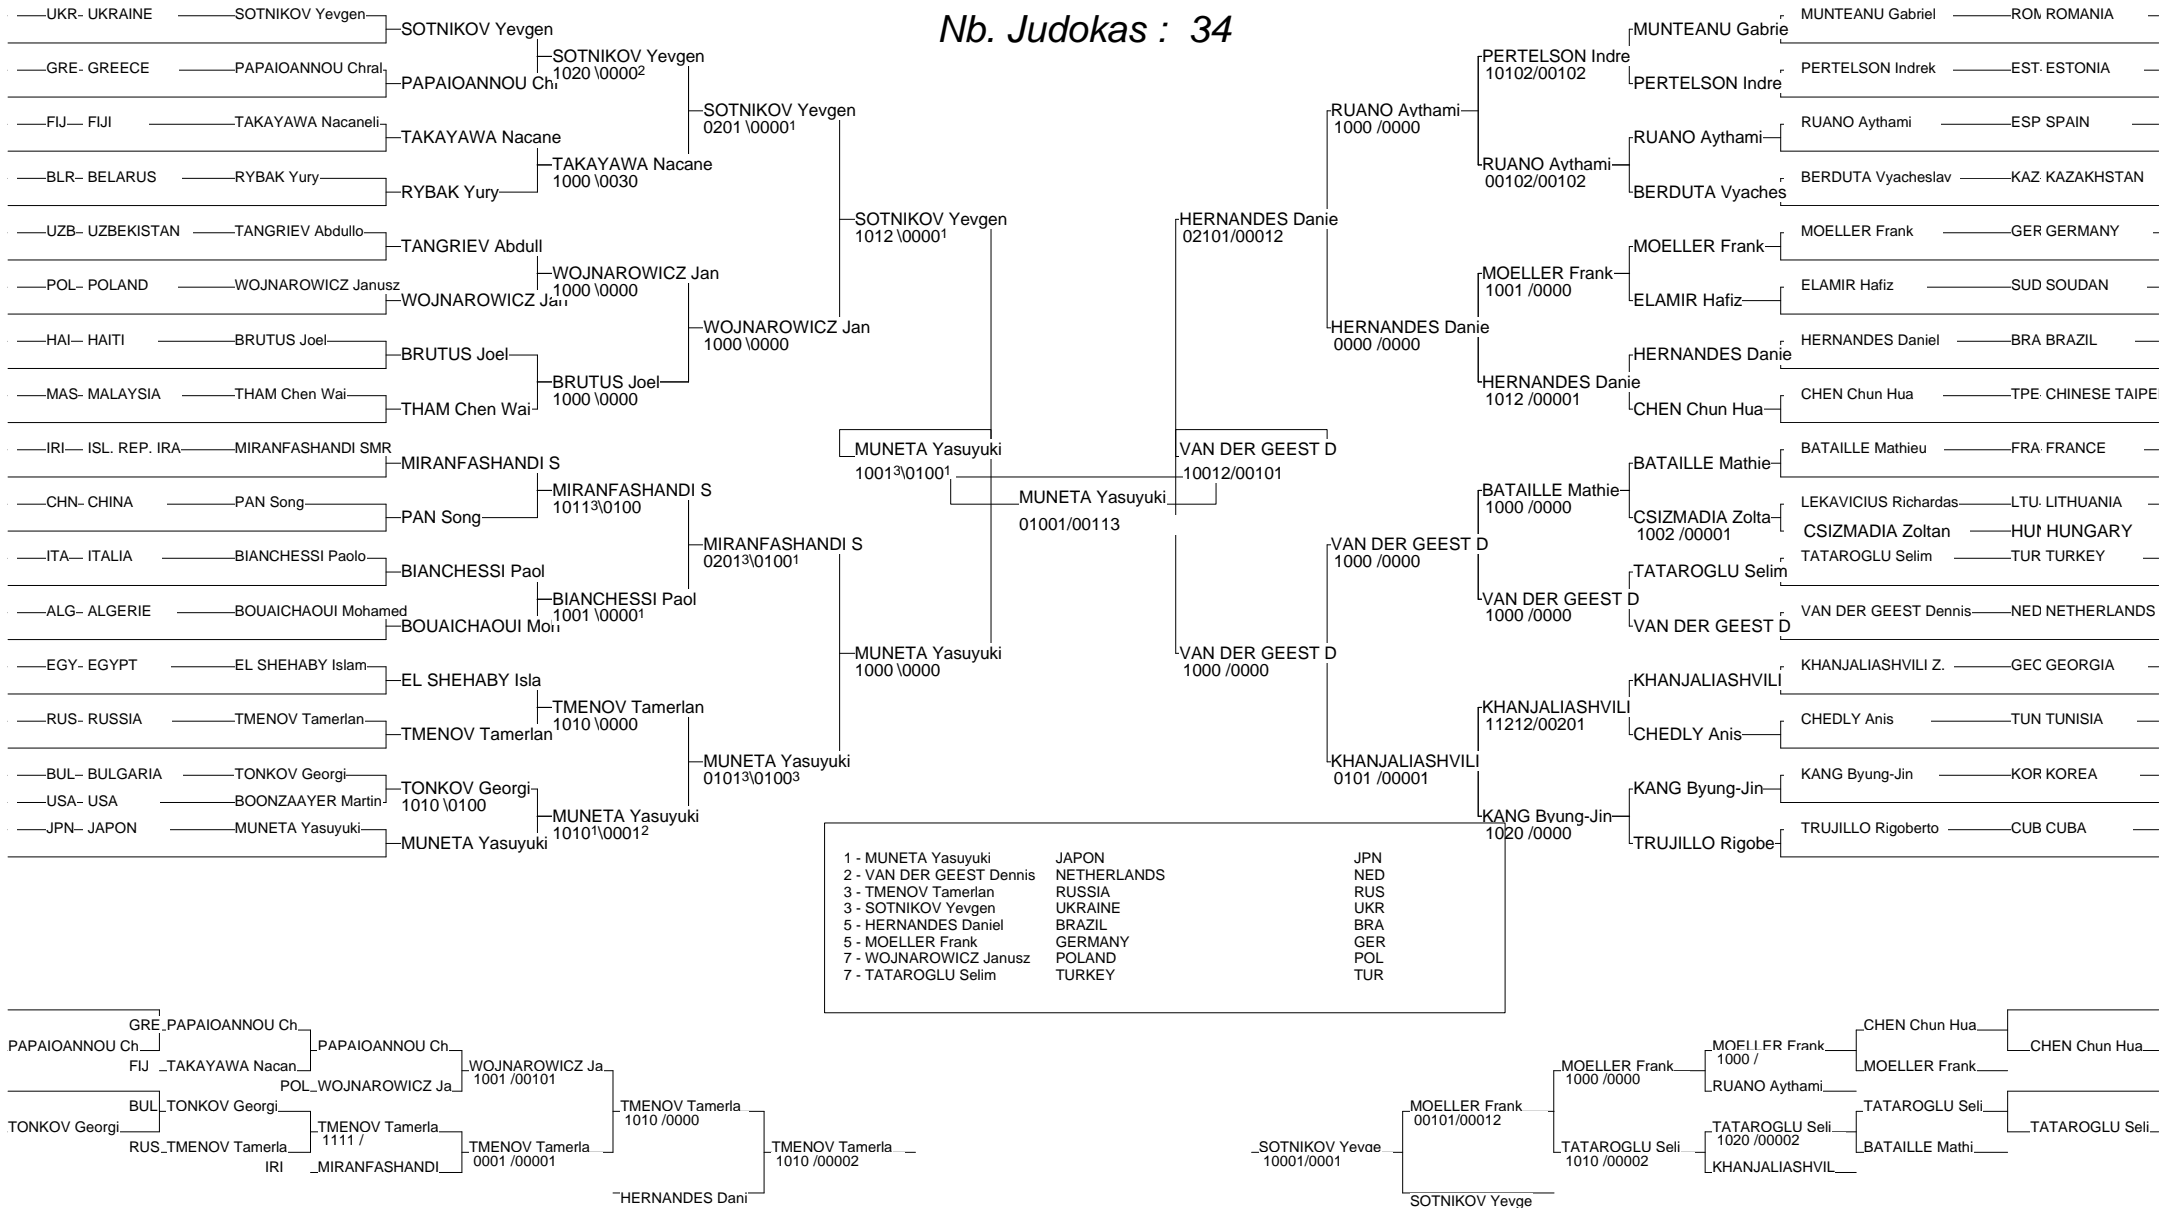 Nb. Judokas : 34
UKR- UKRAINE SOTNIKOV Yevgen
GRE- GREECE PAPAIOANNOU Chral
FIJ FIJI TAKAYAWA Nacaneli
BLR- BELARUS RYBAK Yury
UZB- UZBEKISTAN TANGRIEV Abdullo
POL- POLAND WOJNAROWICZ Janusz
HAI- HAITI BRUTUS Joel
MAS- MALAYSIA THAM Chen Wai
IRI ISL. REP. IRA MIRANFASHANDI SMR
CHN- CHINA PAN Song
ITA ITALIA BIANCHESSI Paolo
ALG- ALGERIE BOUAICHAOUI Mohamed
EGY- EGYPT EL SHEHABY Islam
RUS- RUSSIA TMENOV Tamerlan
BUL- BULGARIA TONKOV Georgi
USA- USA BOONZAAYER Martin
JPN- JAPON MUNETA Yasuyuki
SOTNIKOV Yevgen
PAPAIOANNOU Chr
TAKAYAWA Nacane
RYBAK Yury
TANGRIEV Abdull
WOJNAROWICZ Jan
BRUTUS Joel
THAM Chen Wai
MIRANFASHANDI S
PAN Song
BIANCHESSI Paol
BOUAICHAOUI Moh
EL SHEHABY Isla
TMENOV Tamerlan
TONKOV Georgi
1010 \0100
MUNETA Yasuyuki
SOTNIKOV Yevgen
1020 \0000²
TAKAYAWA Nacane
1000 \0030
WOJNAROWICZ Jan
1000 \0000
BRUTUS Joel
1000 \0000
MIRANFASHANDI S
1011³\0100
BIANCHESSI Paol
1001 \0000¹
TMENOV Tamerlan
1010 \0000
MUNETA Yasuyuki
1010¹\0001²
SOTNIKOV Yevgen
0201 \0000¹
WOJNAROWICZ Jan
1000 \0000
MIRANFASHANDI S
0201³\0100¹
MUNETA Yasuyuki
0101³\0100³
SOTNIKOV Yevgen
1012 \0000¹
MUNETA Yasuyuki
1000 \0000
MUNETA Yasuyuki
1001³\0100¹
MUNETA Yasuyuki
01001/00113
VAN DER GEEST D
10012/00101
HERNANDES Danie
02101/00012
VAN DER GEEST D
1000 /0000
RUANO Aythami
1000 /0000
HERNANDES Danie
0000 /0000
VAN DER GEEST D
1000 /0000
KHANJALIASHVILI
0101 /00001
PERTELSON Indre
10102/00102
RUANO Aythami
00102/00102
MOELLER Frank
1001 /0000
HERNANDES Danie
1012 /00001
BATAILLE Mathie
1000 /0000
VAN DER GEEST D
1000 /0000
KHANJALIASHVILI
11212/00201
KANG Byung-Jin
1020 /0000
MUNTEANU Gabrie
PERTELSON Indre
RUANO Aythami
BERDUTA Vyaches
MOELLER Frank
ELAMIR Hafiz
HERNANDES Danie
CHEN Chun Hua
BATAILLE Mathie
CSIZMADIA Zolta
1002 /00001
TATAROGLU Selim
VAN DER GEEST D
KHANJALIASHVILI
CHEDLY Anis
KANG Byung-Jin
TRUJILLO Rigobe
MUNTEANU Gabriel ROM ROMANIA
PERTELSON Indrek EST ESTONIA
RUANO Aythami ESP SPAIN
BERDUTA Vyacheslav KAZ KAZAKHSTAN
MOELLER Frank GER GERMANY
ELAMIR Hafiz SUD SOUDAN
HERNANDES Daniel BRA BRAZIL
CHEN Chun Hua TPE CHINESE TAIPE
BATAILLE Mathieu FRA FRANCE
LEKAVICIUS Richardas LTU LITHUANIA
CSIZMADIA Zoltan HUN HUNGARY
TATAROGLU Selim TUR TURKEY
VAN DER GEEST Dennis NED NETHERLANDS
KHANJALIASHVILI Z. GEO GEORGIA
CHEDLY Anis TUN TUNISIA
KANG Byung-Jin KOR KOREA
TRUJILLO Rigoberto CUB CUBA
1 - MUNETA Yasuyuki JAPON JPN
2 - VAN DER GEEST Dennis NETHERLANDS NED
3 - TMENOV Tamerlan RUSSIA RUS
3 - SOTNIKOV Yevgen UKRAINE UKR
5 - HERNANDES Daniel BRAZIL BRA
5 - MOELLER Frank GERMANY GER
7 - WOJNAROWICZ Janusz POLAND POL
7 - TATAROGLU Selim TURKEY TUR
PAPAIOANNOU Ch
TONKOV Georgi
GRE PAPAIOANNOU Ch
FIJ TAKAYAWA Nacan
BUL TONKOV Georgi
RUS TMENOV Tamerla
PAPAIOANNOU Ch
POL WOJNAROWICZ Ja
TMENOV Tamerla
1111 /
IRI MIRANFASHANDI
WOJNAROWICZ Ja
1001 /00101
TMENOV Tamerla
0001 /00001
TMENOV Tamerla
1010 /0000
HERNANDES Dani
TMENOV Tamerla
1010 /00002
SOTNIKOV Yevge
10001/0001
MOELLER Frank
00101/00012
SOTNIKOV Yevge
MOELLER Frank
1000 /0000
TATAROGLU Seli
1010 /00002
MOELLER Frank
1000 /
RUANO Aythami
TATAROGLU Seli
1020 /00002
KHANJALIASHVIL
CHEN Chun Hua
MOELLER Frank
TATAROGLU Seli
BATAILLE Mathi
CHEN Chun Hua
TATAROGLU Seli